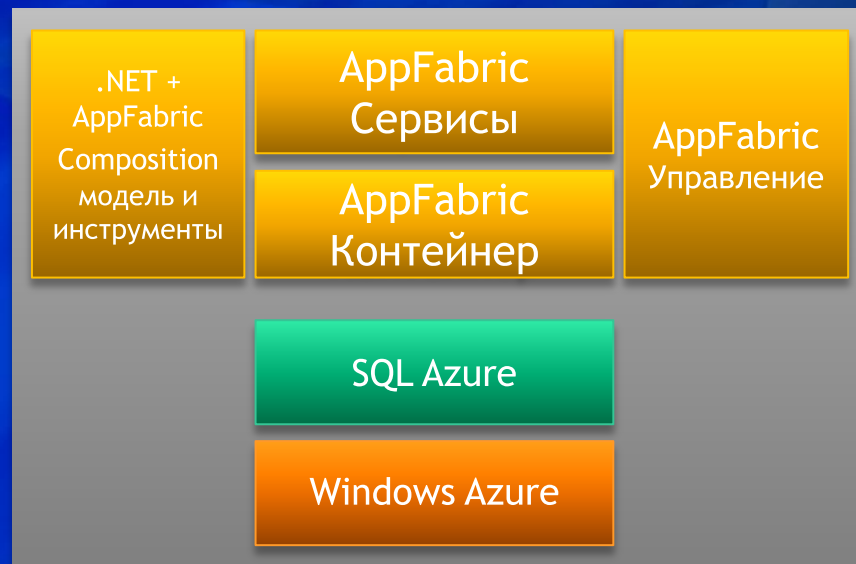 .NET +
AppFabric
Composition
модель и
инструменты
AppFabric
Сервисы
AppFabric
Контейнер
AppFabric
Управление
SQL Azure
Windows Azure